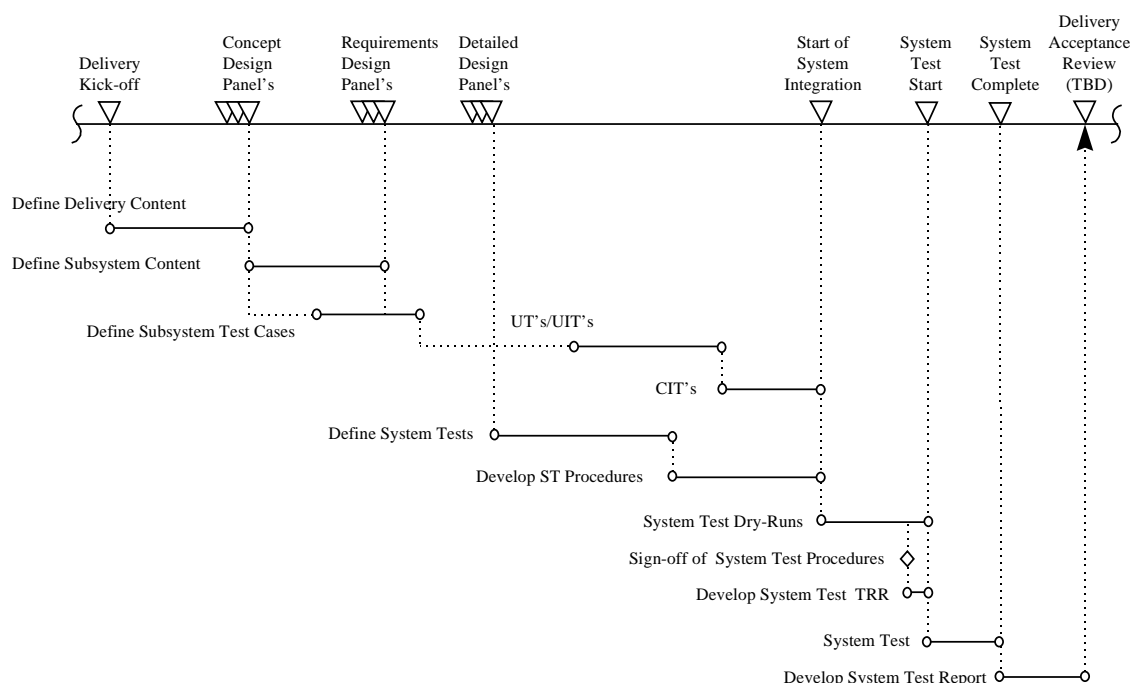 Delivery
Kick-off
Concept
Design
Panel's
Requirements
Design
Panel's
Detailed
Design
Panel's
Start of
System
Integration
System
Test
Start
System
Test
Complete
Delivery
Acceptance
Review
(TBD)
Define Delivery Content
Define Subsystem Content
Define Subsystem Test Cases
UT's/UIT's
CIT's
Define System Tests
Develop ST Procedures
System Test Dry-Runs
Sign-off of System Test Procedures
Develop System Test TRR
System Test
Develop System Test Report